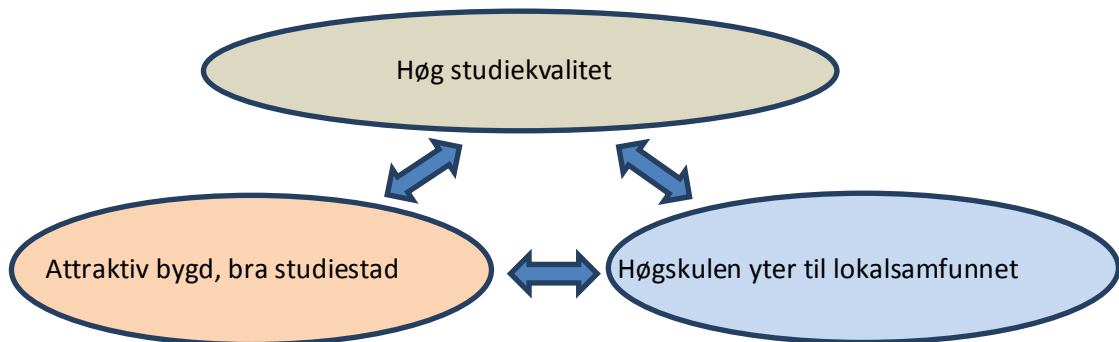 Høg studiekvalitet
Attraktiv bygd, bra studiestad
Høgskulen yter til lokalsamfunnet